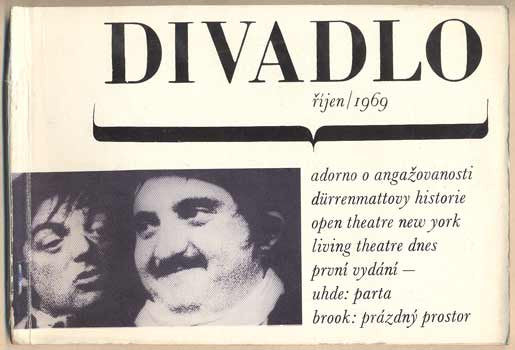 DIVADLO
říjen/1969
adorno o angažovanosti
dürrenmattovy historie
open theatre new york
living theatre dnes
první vydání —
uhde: parta
brook: prázdný prostor